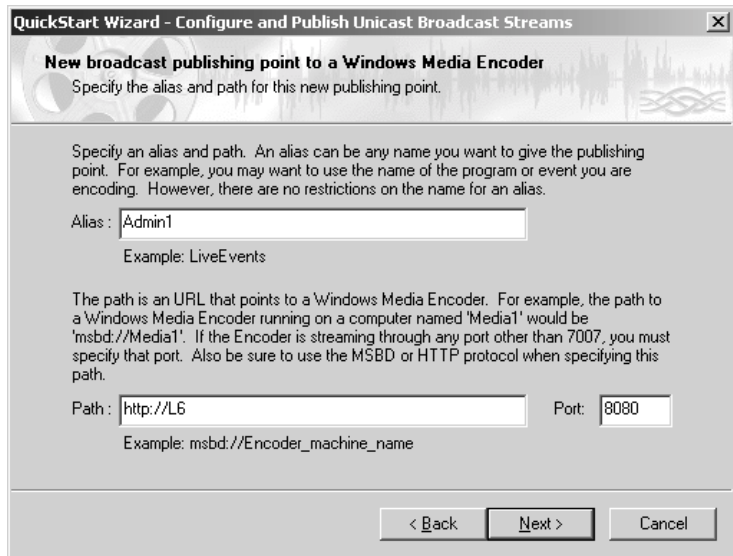 QuickStart Wizard - Configure and Publish Unicast Broadcast Streams
New broadcast publishing point to a Windows Media Encoder
Specify the alias and path for this new publishing point.
Specify an alias and path. An alias can be any name you want to give the publishing
point. For example, you may want to use the name of the program or event you are
encoding. However, there are no restrictions on the name for an alias.
Alias : Admin1
Example: LiveEvents
The path is an URL that points to a Windows Media Encoder. For example, the path to
a Windows Media Encoder running on a computer named 'Media1' would be
'msbd://Media1'. If the Encoder is streaming through any port other than 7007, you must
specify that port. Also be sure to use the MSBD or HTTP protocol when specifying this
path.
Path : http://L6 Port: 8080
Example: msbd://Encoder_machine_name
< Back Next > Cancel